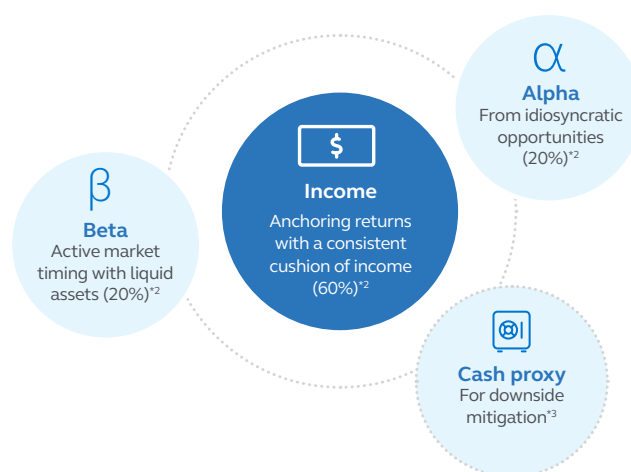 α
Alpha
From idiosyncratic
opportunities
(20%)*2
$
Income
Anchoring returns
with a consistent
cushion of income
(60%)*2
β
Beta
Active market
timing with liquid
assets (20%)*2
Cash proxy
For downside
mitigation*3